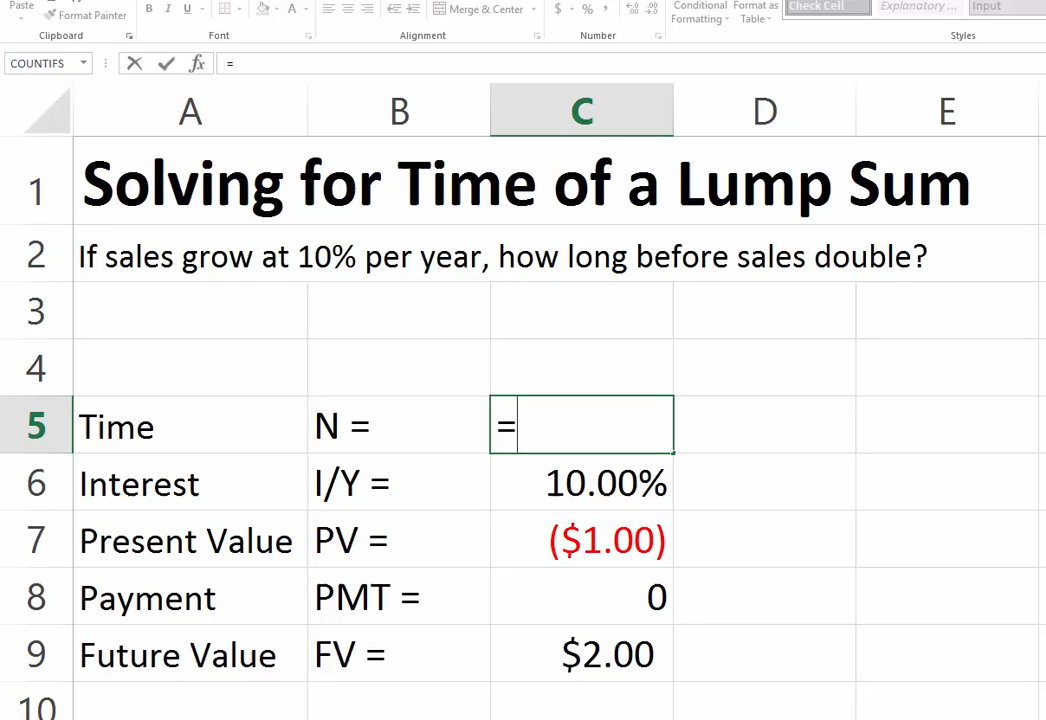 Paste
Format Painter
B I U A
Merge & Center
$ % ,
Conditional Formatting
Format as Table
Check Cell
Explanatory ...
Input
Clipboard Font Alignment Number Styles
COUNTIFS fx =
A B C D E
1 Solving for Time of a Lump Sum
2 If sales grow at 10% per year, how long before sales double?
3
4
5 Time N = =
6 Interest I/Y = 10.00%
7 Present Value PV = ($1.00)
8 Payment PMT = 0
9 Future Value FV = $2.00
10